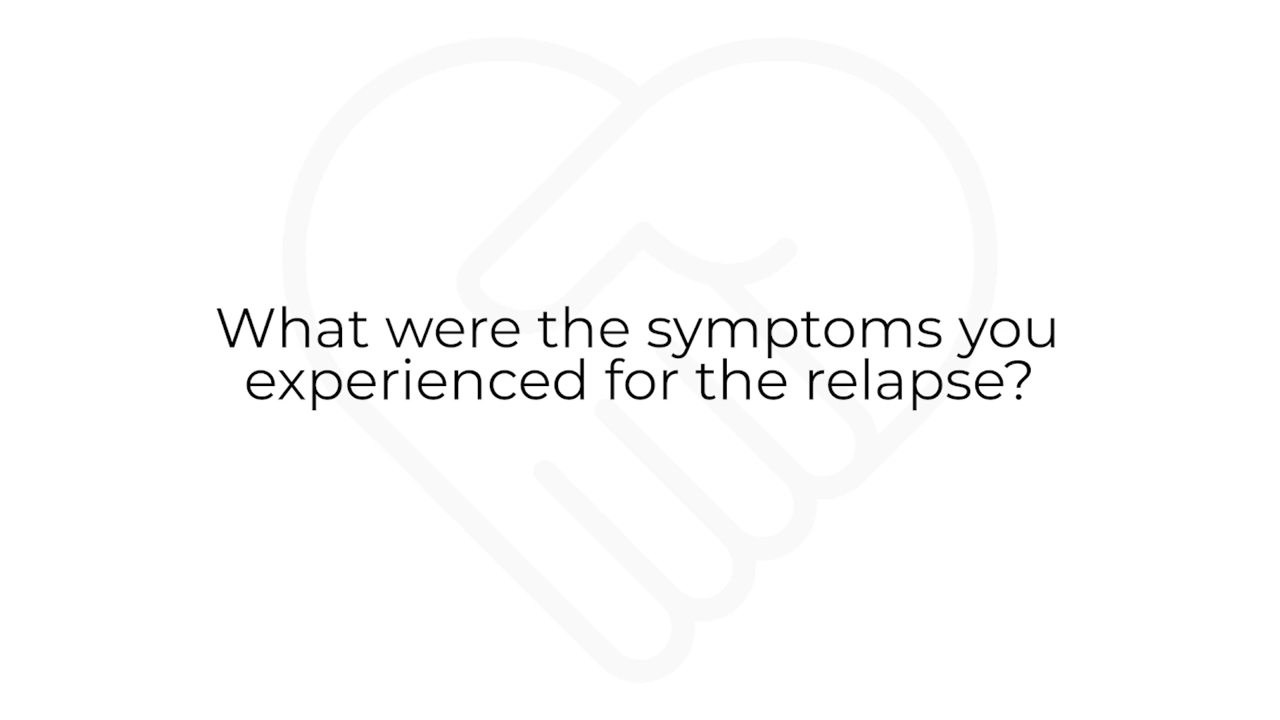 What were the symptoms you
experienced for the relapse?